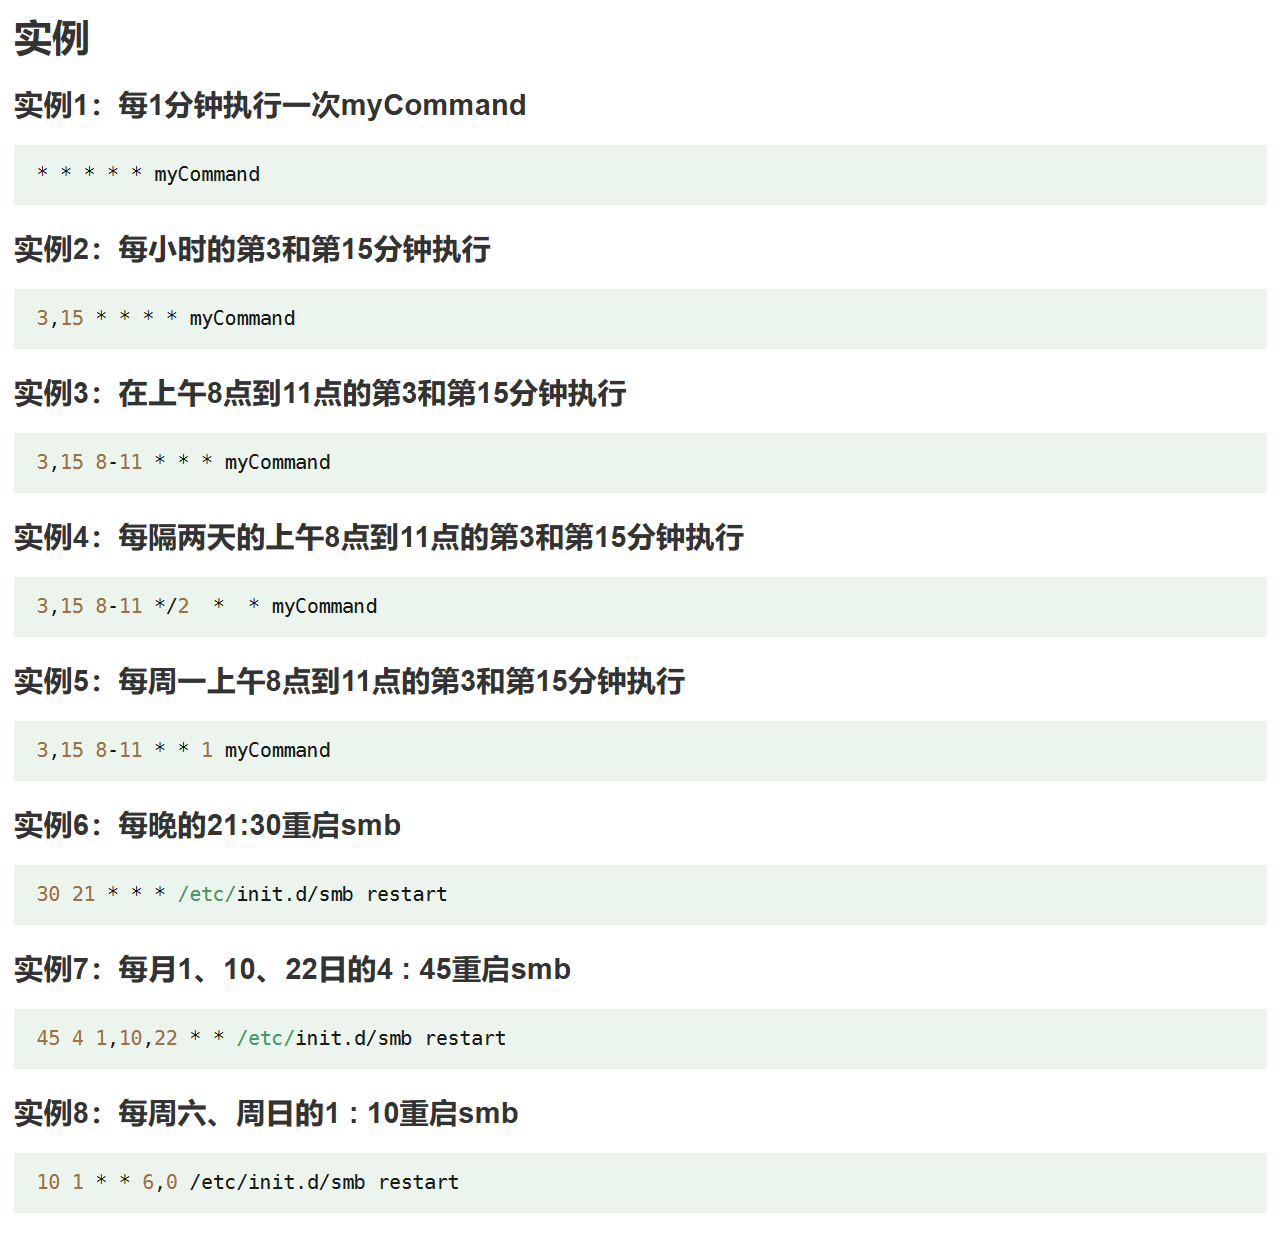 实例
实例1：每1分钟执行一次myCommand
* * * * * myCommand
实例2：每小时的第3和第15分钟执行
3,15 * * * * myCommand
实例3：在上午8点到11点的第3和第15分钟执行
3,15 8-11 * * * myCommand
实例4：每隔两天的上午8点到11点的第3和第15分钟执行
3,15 8-11 */2  *  * myCommand
实例5：每周一上午8点到11点的第3和第15分钟执行
3,15 8-11 * * 1 myCommand
实例6：每晚的21:30重启smb
30 21 * * * /etc/init.d/smb restart
实例7：每月1、10、22日的4 : 45重启smb
45 4 1,10,22 * * /etc/init.d/smb restart
实例8：每周六、周日的1 : 10重启smb
10 1 * * 6,0 /etc/init.d/smb restart